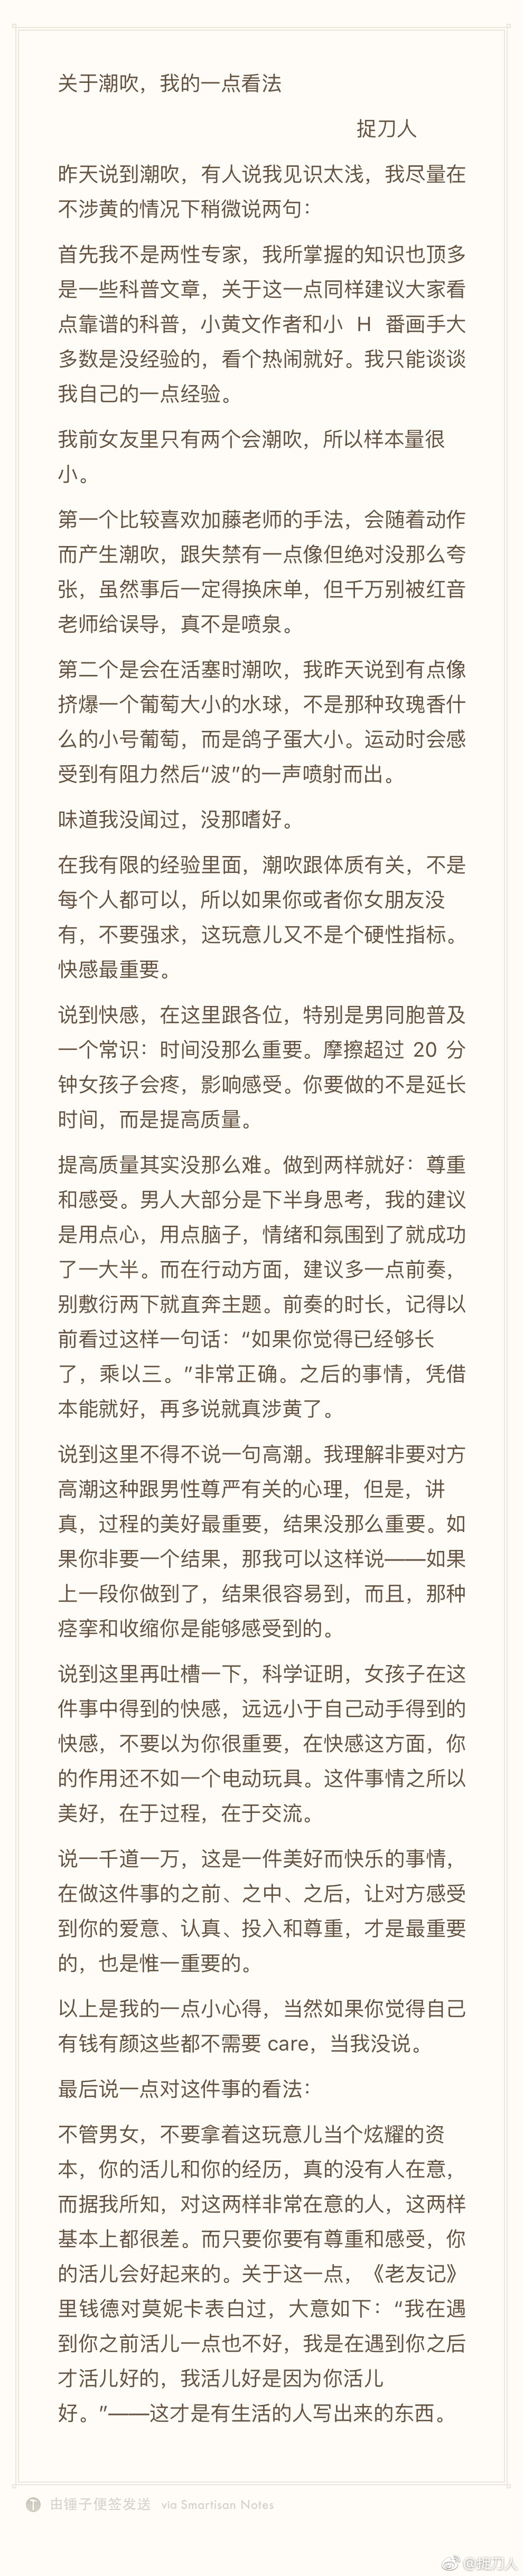 关于潮吹，我的一点看法
捉刀人
昨天说到潮吹，有人说我见识太浅，我尽量在
不涉黄的情况下稍微说两句：
首先我不是两性专家，我所掌握的知识也顶多
是一些科普文章，关于这一点同样建议大家看
点靠谱的科普，小黄文作者和小 H 番画手大
多数是没经验的，看个热闹就好。我只能谈谈
我自己的一点经验。
我前女友里只有两个会潮吹，所以样本量很
小。
第一个比较喜欢加藤老师的手法，会随着动作
而产生潮吹，跟失禁有一点像但绝对没那么夸
张，虽然事后一定得换床单，但千万别被红音
老师给误导，真不是喷泉。
第二个是会在活塞时潮吹，我昨天说到有点像
挤爆一个葡萄大小的水球，不是那种玫瑰香什
么的小号葡萄，而是鸽子蛋大小。运动时会感
受到有阻力然后“波”的一声喷射而出。
味道我没闻过，没那嗜好。
在我有限的经验里面，潮吹跟体质有关，不是
每个人都可以，所以如果你或者你女朋友没
有，不要强求，这玩意儿又不是个硬性指标。
快感最重要。
说到快感，在这里跟各位，特别是男同胞普及
一个常识：时间没那么重要。摩擦超过 20 分
钟女孩子会疼，影响感受。你要做的不是延长
时间，而是提高质量。
提高质量其实没那么难。做到两样就好：尊重
和感受。男人大部分是下半身思考，我的建议
是用点心，用点脑子，情绪和氛围到了就成功
了一大半。而在行动方面，建议多一点前奏，
别敷衍两下就直奔主题。前奏的时长，记得以
前看过这样一句话：“如果你觉得已经够长
了，乘以三。”非常正确。之后的事情，凭借
本能就好，再多说就真涉黄了。
说到这里不得不说一句高潮。我理解非要对方
高潮这种跟男性尊严有关的心理，但是，讲
真，过程的美好最重要，结果没那么重要。如
果你非要一个结果，那我可以这样说——如果
上一段你做到了，结果很容易到，而且，那种
痉挛和收缩你是能够感受到的。
说到这里再吐槽一下，科学证明，女孩子在这
件事中得到的快感，远远小于自己动手得到的
快感，不要以为你很重要，在快感这方面，你
的作用还不如一个电动玩具。这件事情之所以
美好，在于过程，在于交流。
说一千道一万，这是一件美好而快乐的事情，
在做这件事的之前、之中、之后，让对方感受
到你的爱意、认真、投入和尊重，才是最重要
的，也是惟一重要的。
以上是我的一点小心得，当然如果你觉得自己
有钱有颜这些都不需要 care，当我没说。
最后说一点对这件事的看法：
不管男女，不要拿着这玩意儿当个炫耀的资
本，你的活儿和你的经历，真的没有人在意，
而据我所知，对这两样非常在意的人，这两样
基本上都很差。而只要你要有尊重和感受，你
的活儿会好起来的。关于这一点，《老友记》
里钱德对莫妮卡表白过，大意如下：“我在遇
到你之前活儿一点也不好，我是在遇到你之后
才活儿好的，我活儿好是因为你活儿
好。”——这才是有生活的人写出来的东西。
由锤子便签发送 via Smartisan Notes
@捉刀人